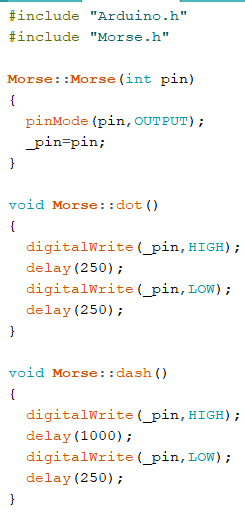 #include "Arduino.h"
#include "Morse.h"
Morse::Morse(int pin)
{
pinMode(pin,OUTPUT);
_pin=pin;
}
void Morse::dot()
{
digitalWrite(_pin,HIGH);
delay(250);
digitalWrite(_pin,LOW);
delay(250);
}
void Morse::dash()
{
digitalWrite(_pin,HIGH);
delay(1000);
digitalWrite(_pin,LOW);
delay(250);
}